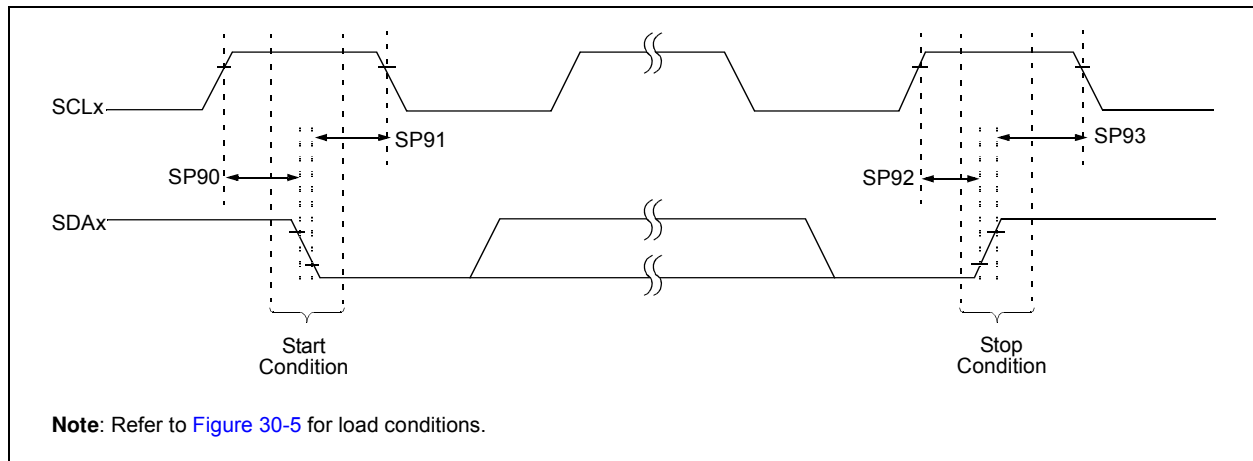 SCLx
SP91
SP93
SP90
SP92
SDAx
Start
Condition
Stop
Condition
Note: Refer to Figure 30-5 for load conditions.